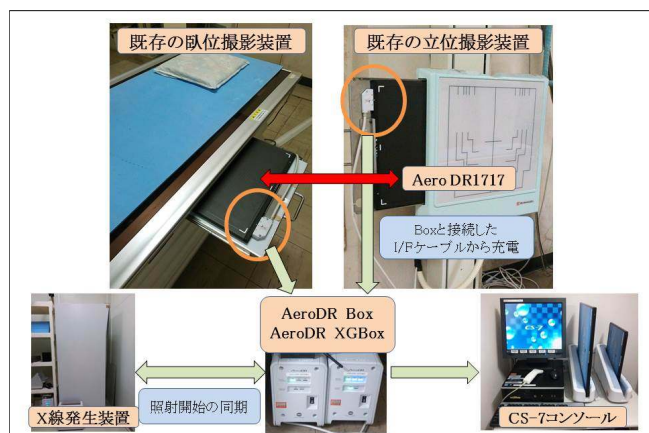 既存の臥位撮影装置
既存の立位撮影装置
Aero DR1717
Boxと接続した
I/Fケーブルから充電
AeroDR Box
AeroDR XGBox
X線発生装置
照射開始の同期
CS-7コンソール
CS-7